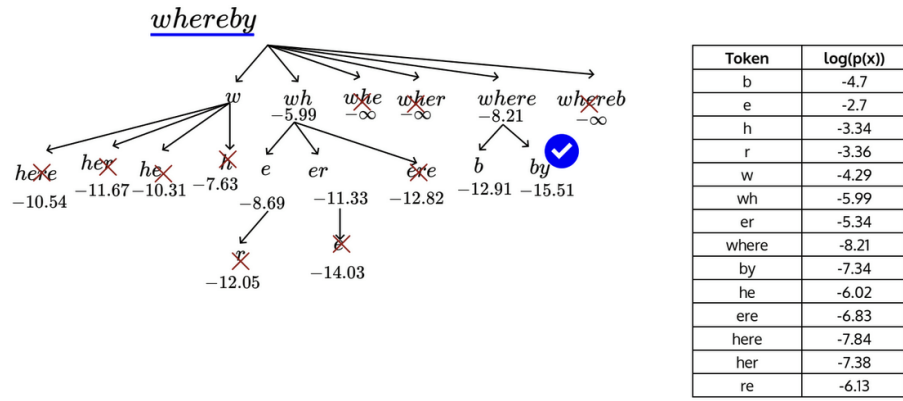 whereby
w wh whe wher where whereb
−5.99 −∞ −∞ −8.21 −∞
here her he h e er ere b by
−10.54 −11.67 −10.31 −7.63 −8.69 −11.33 −12.82 −12.91 −15.51
r e
−12.05 −14.03
Token log(p(x))
b -4.7
e -2.7
h -3.34
r -3.36
w -4.29
wh -5.99
er -5.34
where -8.21
by -7.34
he -6.02
ere -6.83
here -7.84
her -7.38
re -6.13